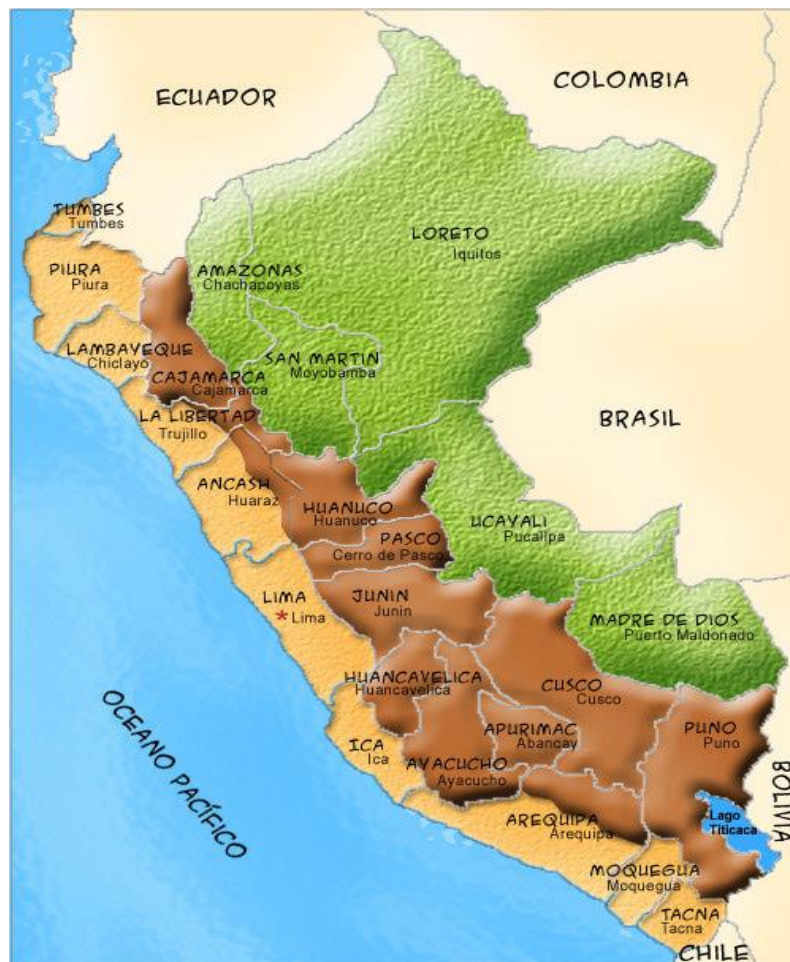 COLOMBIA
ECUADOR
TUMBES
Tumbes
LORETO
Iquitos
PIURA
Piura
AMAZONAS
Chachapoyas
LAMBAYEQUE
Chiclayo
SAN MARTIN
Moyobamba
CAJAMARCA
Cajamarca
LA LIBERTAD
Trujillo
BRASIL
ANCASH
Huaraz
HUANUCO
Huanuco
UCAYALI
Pucallpa
PASCO
Cerro de Pasco
LIMA
* Lima
JUNIN
Junin
MADRE DE DIOS
Puerto Maldonado
HUANCAVELICA
Huancavelica
CUSCO
Cusco
OCEANO PACÍFICO
ICA
Ica
APURIMAC
Abancay
PUNO
Puno
AYACUCHO
Ayacucho
BOLIVIA
AREQUIPA
Arequipa
Lago
Titicaca
MOQUEGUA
Moquegua
TACNA
Tacna
CHILE